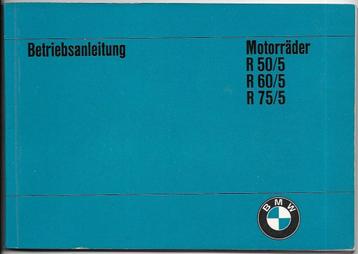 Betriebsanleitung
Motorräder
R 50/5
R 60/5
R 75/5
BMW